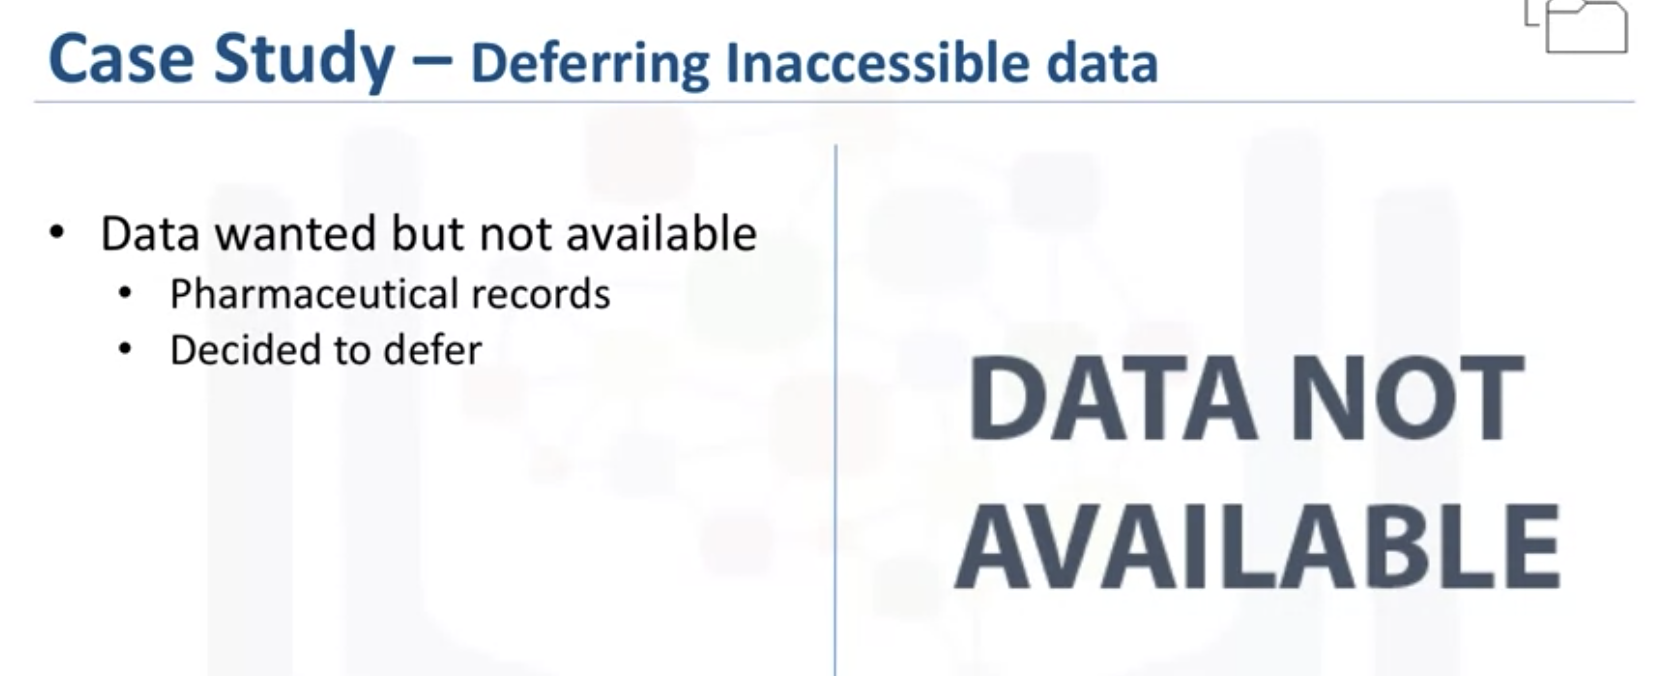 Case Study – Deferring Inaccessible data
• Data wanted but not available
• Pharmaceutical records
• Decided to defer
DATA NOT
AVAILABLE